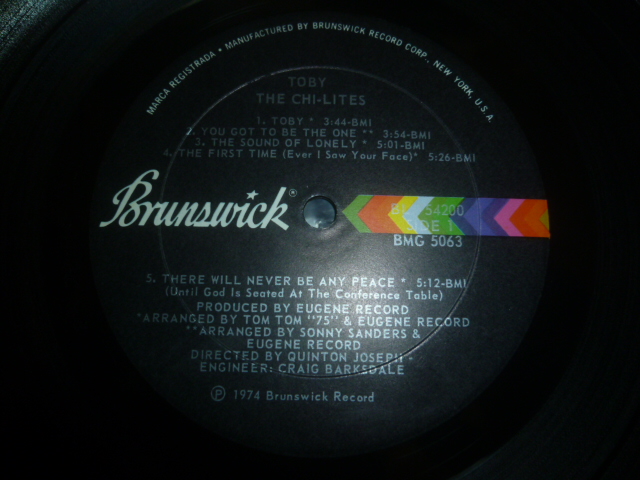 MARCA REGISTRADA • MANUFACTURED BY BRUNSWICK RECORD CORP., NEW YORK, U.S.A.
TOBY
THE CHI-LITES
1. TOBY * 3:44-BMI
2. YOU GOT TO BE THE ONE ** 3:54-BMI
3. THE SOUND OF LONELY * 5:01-BMI
4. THE FIRST TIME (Ever I Saw Your Face)* 5:26-BMI
Brunswick®
54200
SIDE 1
BMG 5063
5. THERE WILL NEVER BE ANY PEACE * 5:12-BMI
(Until God Is Seated At The Conference Table)
PRODUCED BY EUGENE RECORD
*ARRANGED BY TOM TOM "75" & EUGENE RECORD
**ARRANGED BY SONNY SANDERS &
EUGENE RECORD
DIRECTED BY QUINTON JOSEPH
ENGINEER: CRAIG BARKSDALE
Ⓟ 1974 Brunswick Record